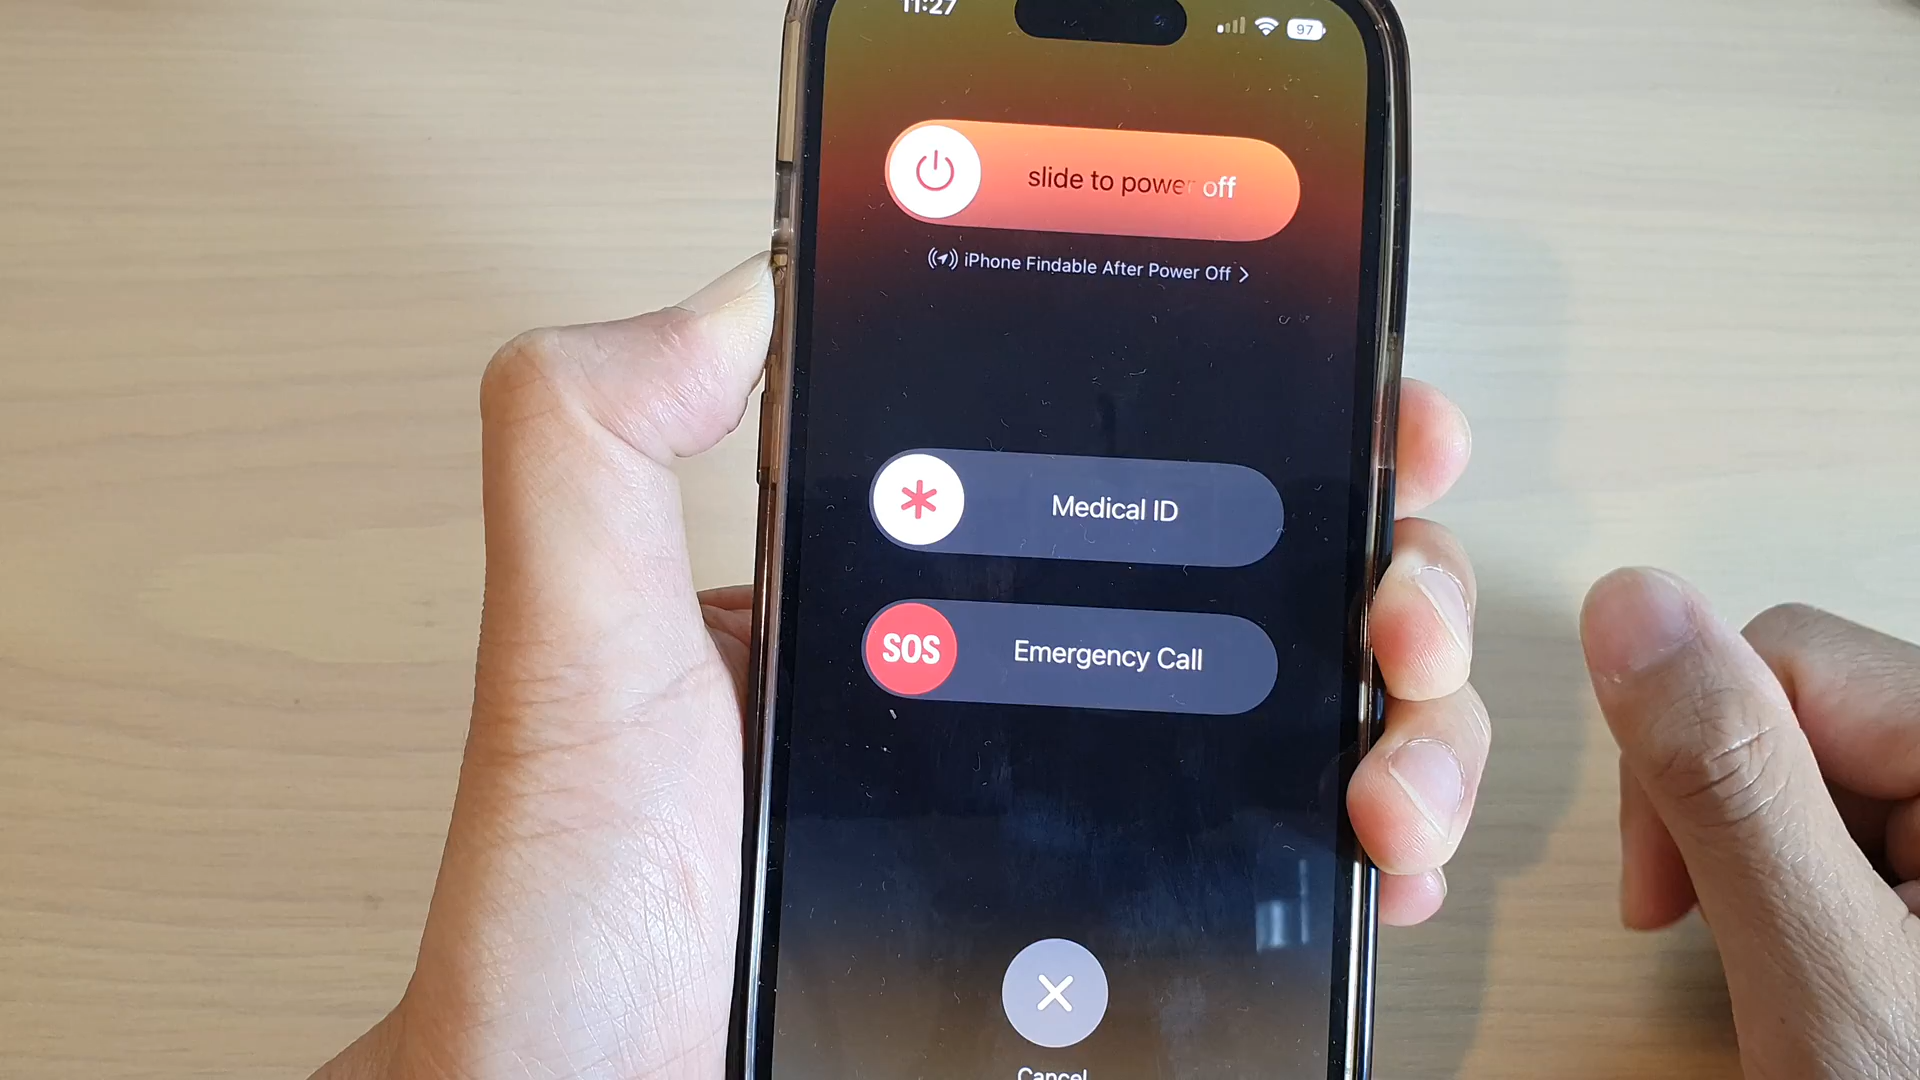 11:27
97
slide to power off
iPhone Findable After Power Off
Medical ID
SOS
Emergency Call
Cancel